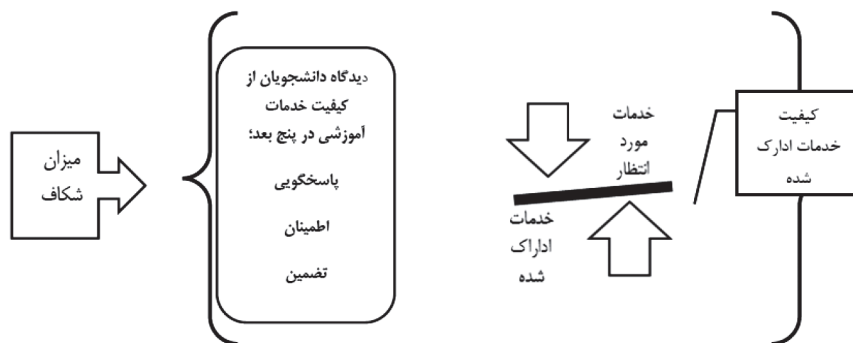 کیفیت
خدمات ادارک
شده
خدمات
مورد
انتظار
خدمات
اداراک
شده
دیدگاه دانشجویان از
کیفیت خدمات
آموزشی در پنج بعد؛
پاسخگویی
اطمینان
تضمین
میزان
شکاف